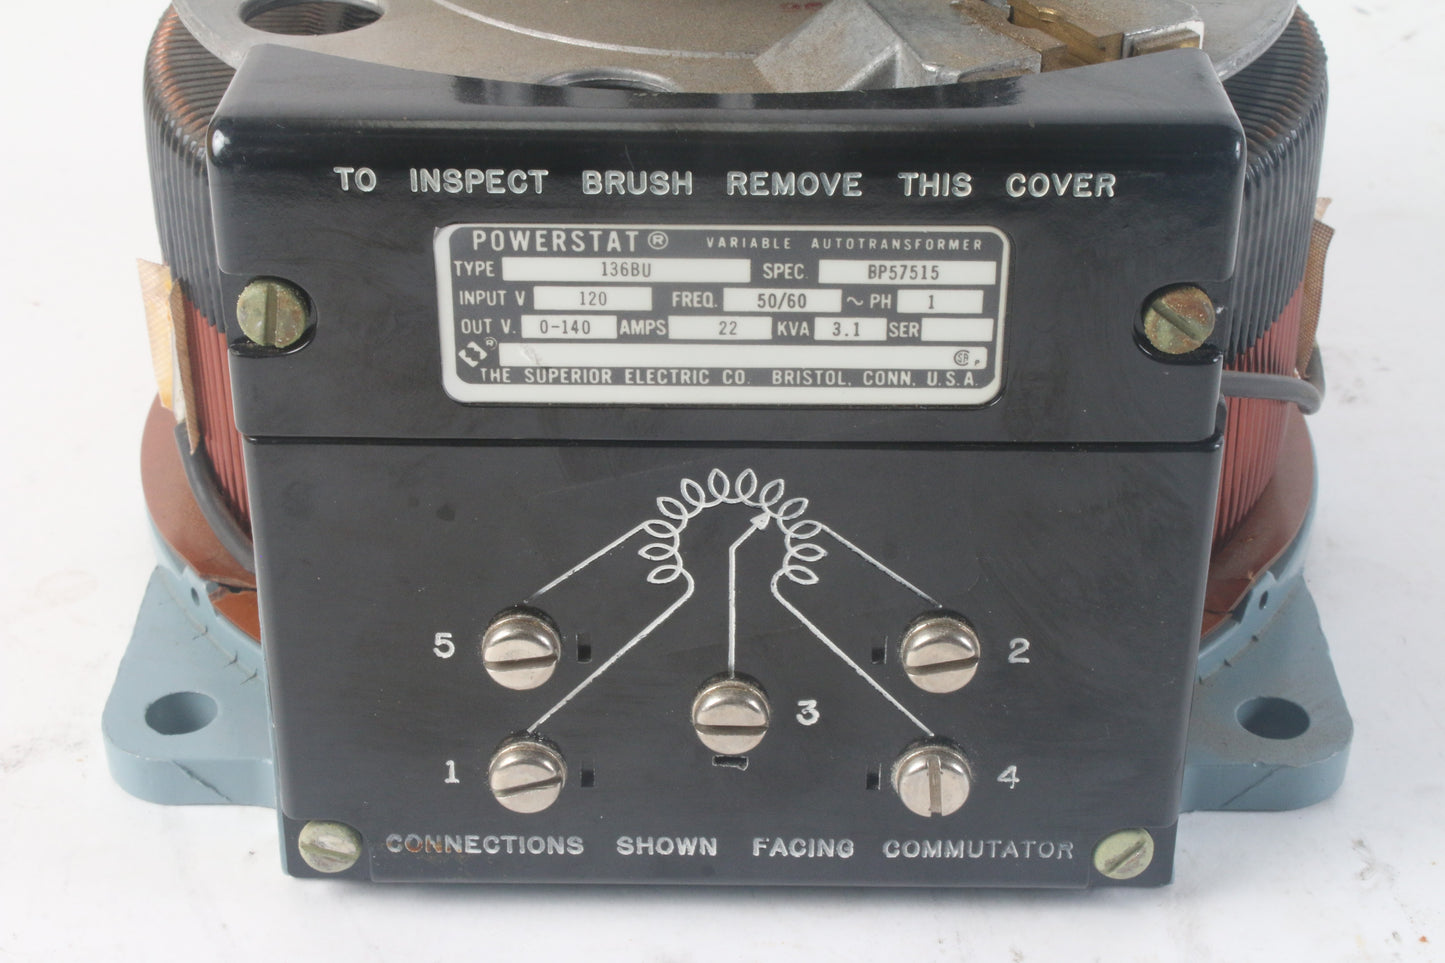 TO INSPECT BRUSH REMOVE THIS COVER
POWERSTAT® VARIABLE AUTOTRANSFORMER
TYPE 136BU SPEC. BP57515
INPUT V 120 FREQ. 50/60 ~ PH 1
OUT V. 0-140 AMPS 22 KVA 3.1 SER
® SA P
THE SUPERIOR ELECTRIC CO. BRISTOL, CONN. U.S.A.
5 2
3
1 4
CONNECTIONS SHOWN FACING COMMUTATOR